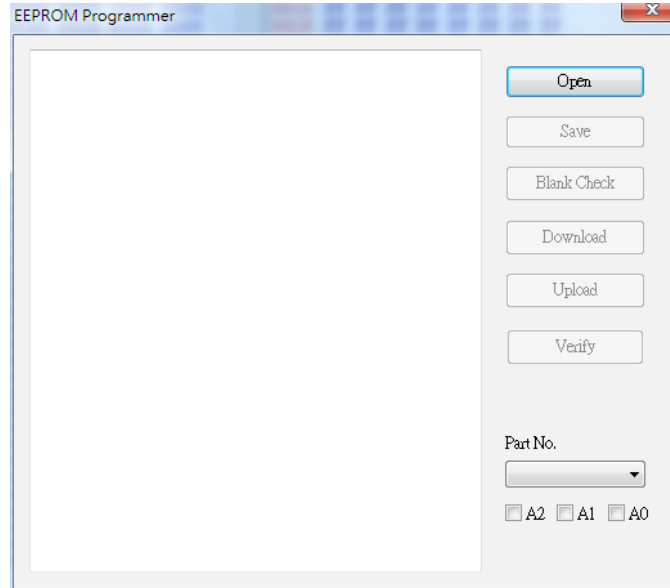 EEPROM Programmer
Open
Save
Blank Check
Download
Upload
Verify
Part No.
A2 A1 A0